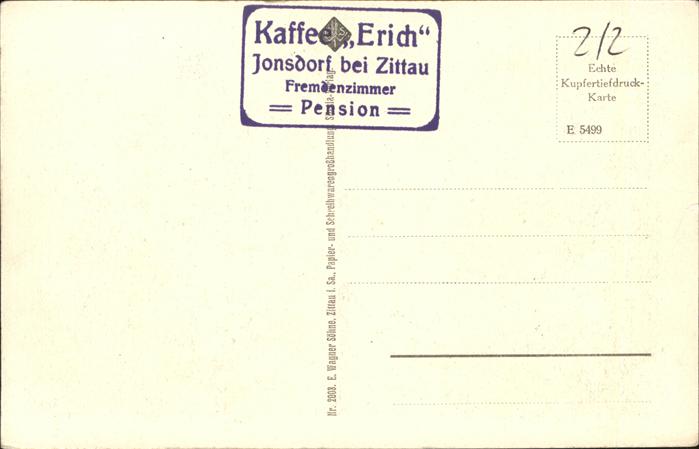 Kaffee „Erich“
Jonsdorf bei Zittau
Fremdenzimmer
= Pension =
2/2
Echte
Kupfertiefdruck-
Karte
E 5499
Nr. 2003. E. Wagner Söhne, Zittau i. Sa., Papier- und Schreibwarengroßhandlung,